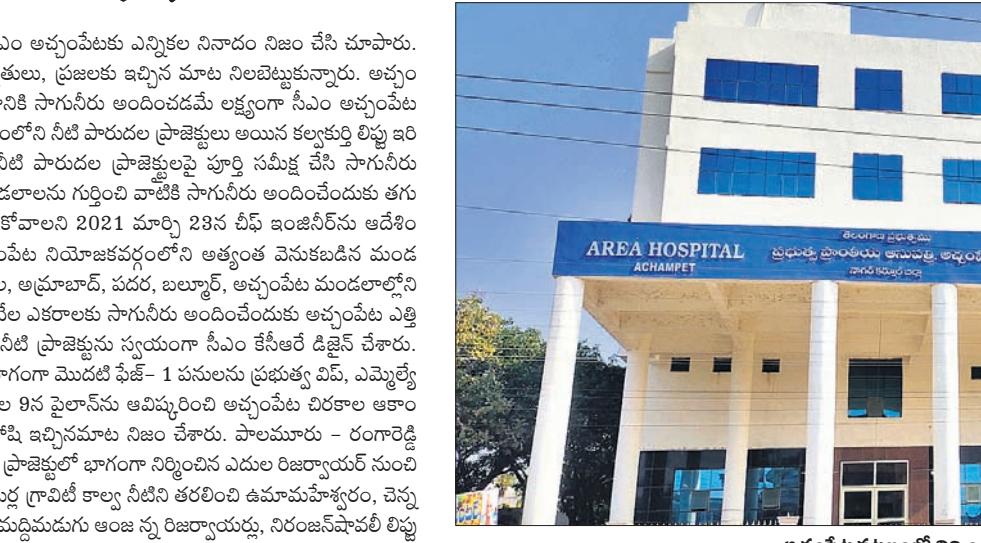 ఎం అచ్చంపేటకు ఎన్నికల నినాదం నిజం చేసి చూపారు.
తులు, ప్రజలకు ఇచ్చిన మాట నిలబెట్టుకున్నారు. అచ్చం
నికి సాగునీరు అందించడమే లక్ష్యంగా సీఎం అచ్చంపేట
లోని నీటి పారుదల ప్రాజెక్టులు అయిన కల్వకుర్తి లిఫ్టు ఇరి
నీటి పారుదల ప్రాజెక్టులపై పూర్తి సమీక్ష చేసి సాగునీరు
డలాలను గుర్తించి వాటికి సాగునీరు అందించేందుకు తగు
కోవాలని 2021 మార్చి 23న చీఫ్ ఇంజినీర్‌ను ఆదేశిం
ంపేట నియోజకవర్గంలోని అత్యంత వెనుకబడిన మండ
ల, అమ్రాబాద్, పదర, బల్మూర్, అచ్చంపేట మండలాల్లోని
వేల ఎకరాలకు సాగునీరు అందించేందుకు అచ్చంపేట ఎత్తి
నీటి ప్రాజెక్టును స్వయంగా సీఎం కేసీఆరే డిజైన్ చేశారు.
ాగంగా మొదటి ఫేజ్– 1 పనులను ప్రభుత్వ విప్, ఎమ్మెల్యే
ల 9న పైలాన్‌ను ఆవిష్కరించి అచ్చంపేట చిరకాల ఆకాం
ోషి ఇచ్చినమాట నిజం చేశారు. పాలమూరు – రంగారెడ్డి
ప్రాజెక్టులో భాగంగా నిర్మించిన ఎదుల రిజర్వాయర్ నుంచి
ుర్ల గ్రావిటీ కాల్వ నీటిని తరలించి ఉమామహేశ్వరం, చెన్న
మద్దిమడుగు ఆంజ న్న రిజర్వాయర్లు, నిరంజన్‌షావలీ లిఫ్టు
తెలంగాణ ప్రభుత్వము
AREA HOSPITAL ప్రభుత్వ ప్రాంతీయ ఆసుపత్రి, అచ్చంపే
ACHAMPET నాగర్ కర్నూల్ జిల్లా